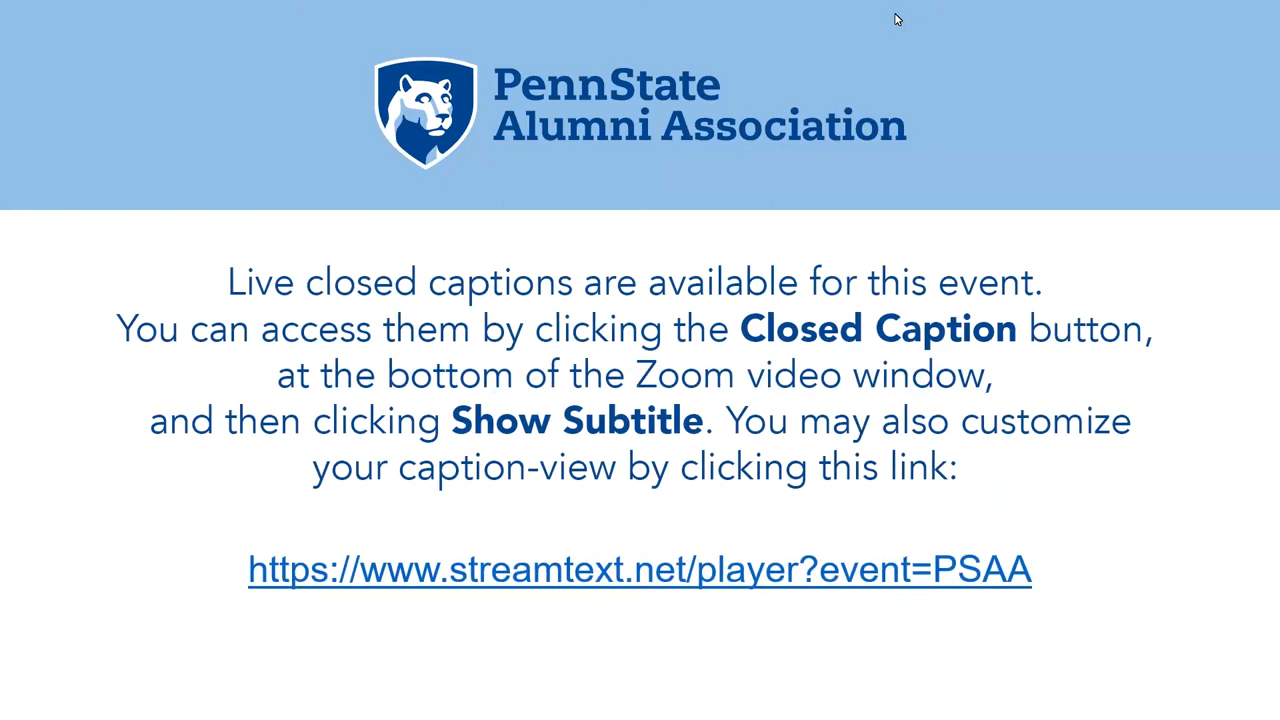 PennState
Alumni Association
Live closed captions are available for this event.
You can access them by clicking the Closed Caption button,
at the bottom of the Zoom video window,
and then clicking Show Subtitle. You may also customize
your caption-view by clicking this link:
https://www.streamtext.net/player?event=PSAA